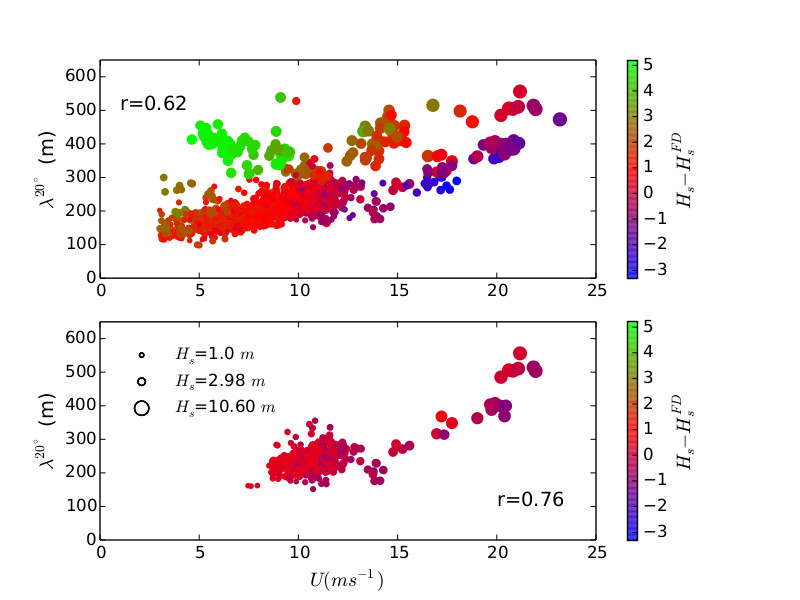 600
500
400
300
200
100
0
λ^{20°} (m)
r=0.62
0 5 10 15 20 25
5
4
3
2
1
0
−1
−2
−3
H_s−H_s^{FD}
600
500
400
300
200
100
0
λ^{20°} (m)
H_s=1.0 m
H_s=2.98 m
H_s=10.60 m
r=0.76
0 5 10 15 20 25
U(ms^{−1})
5
4
3
2
1
0
−1
−2
−3
H_s−H_s^{FD}